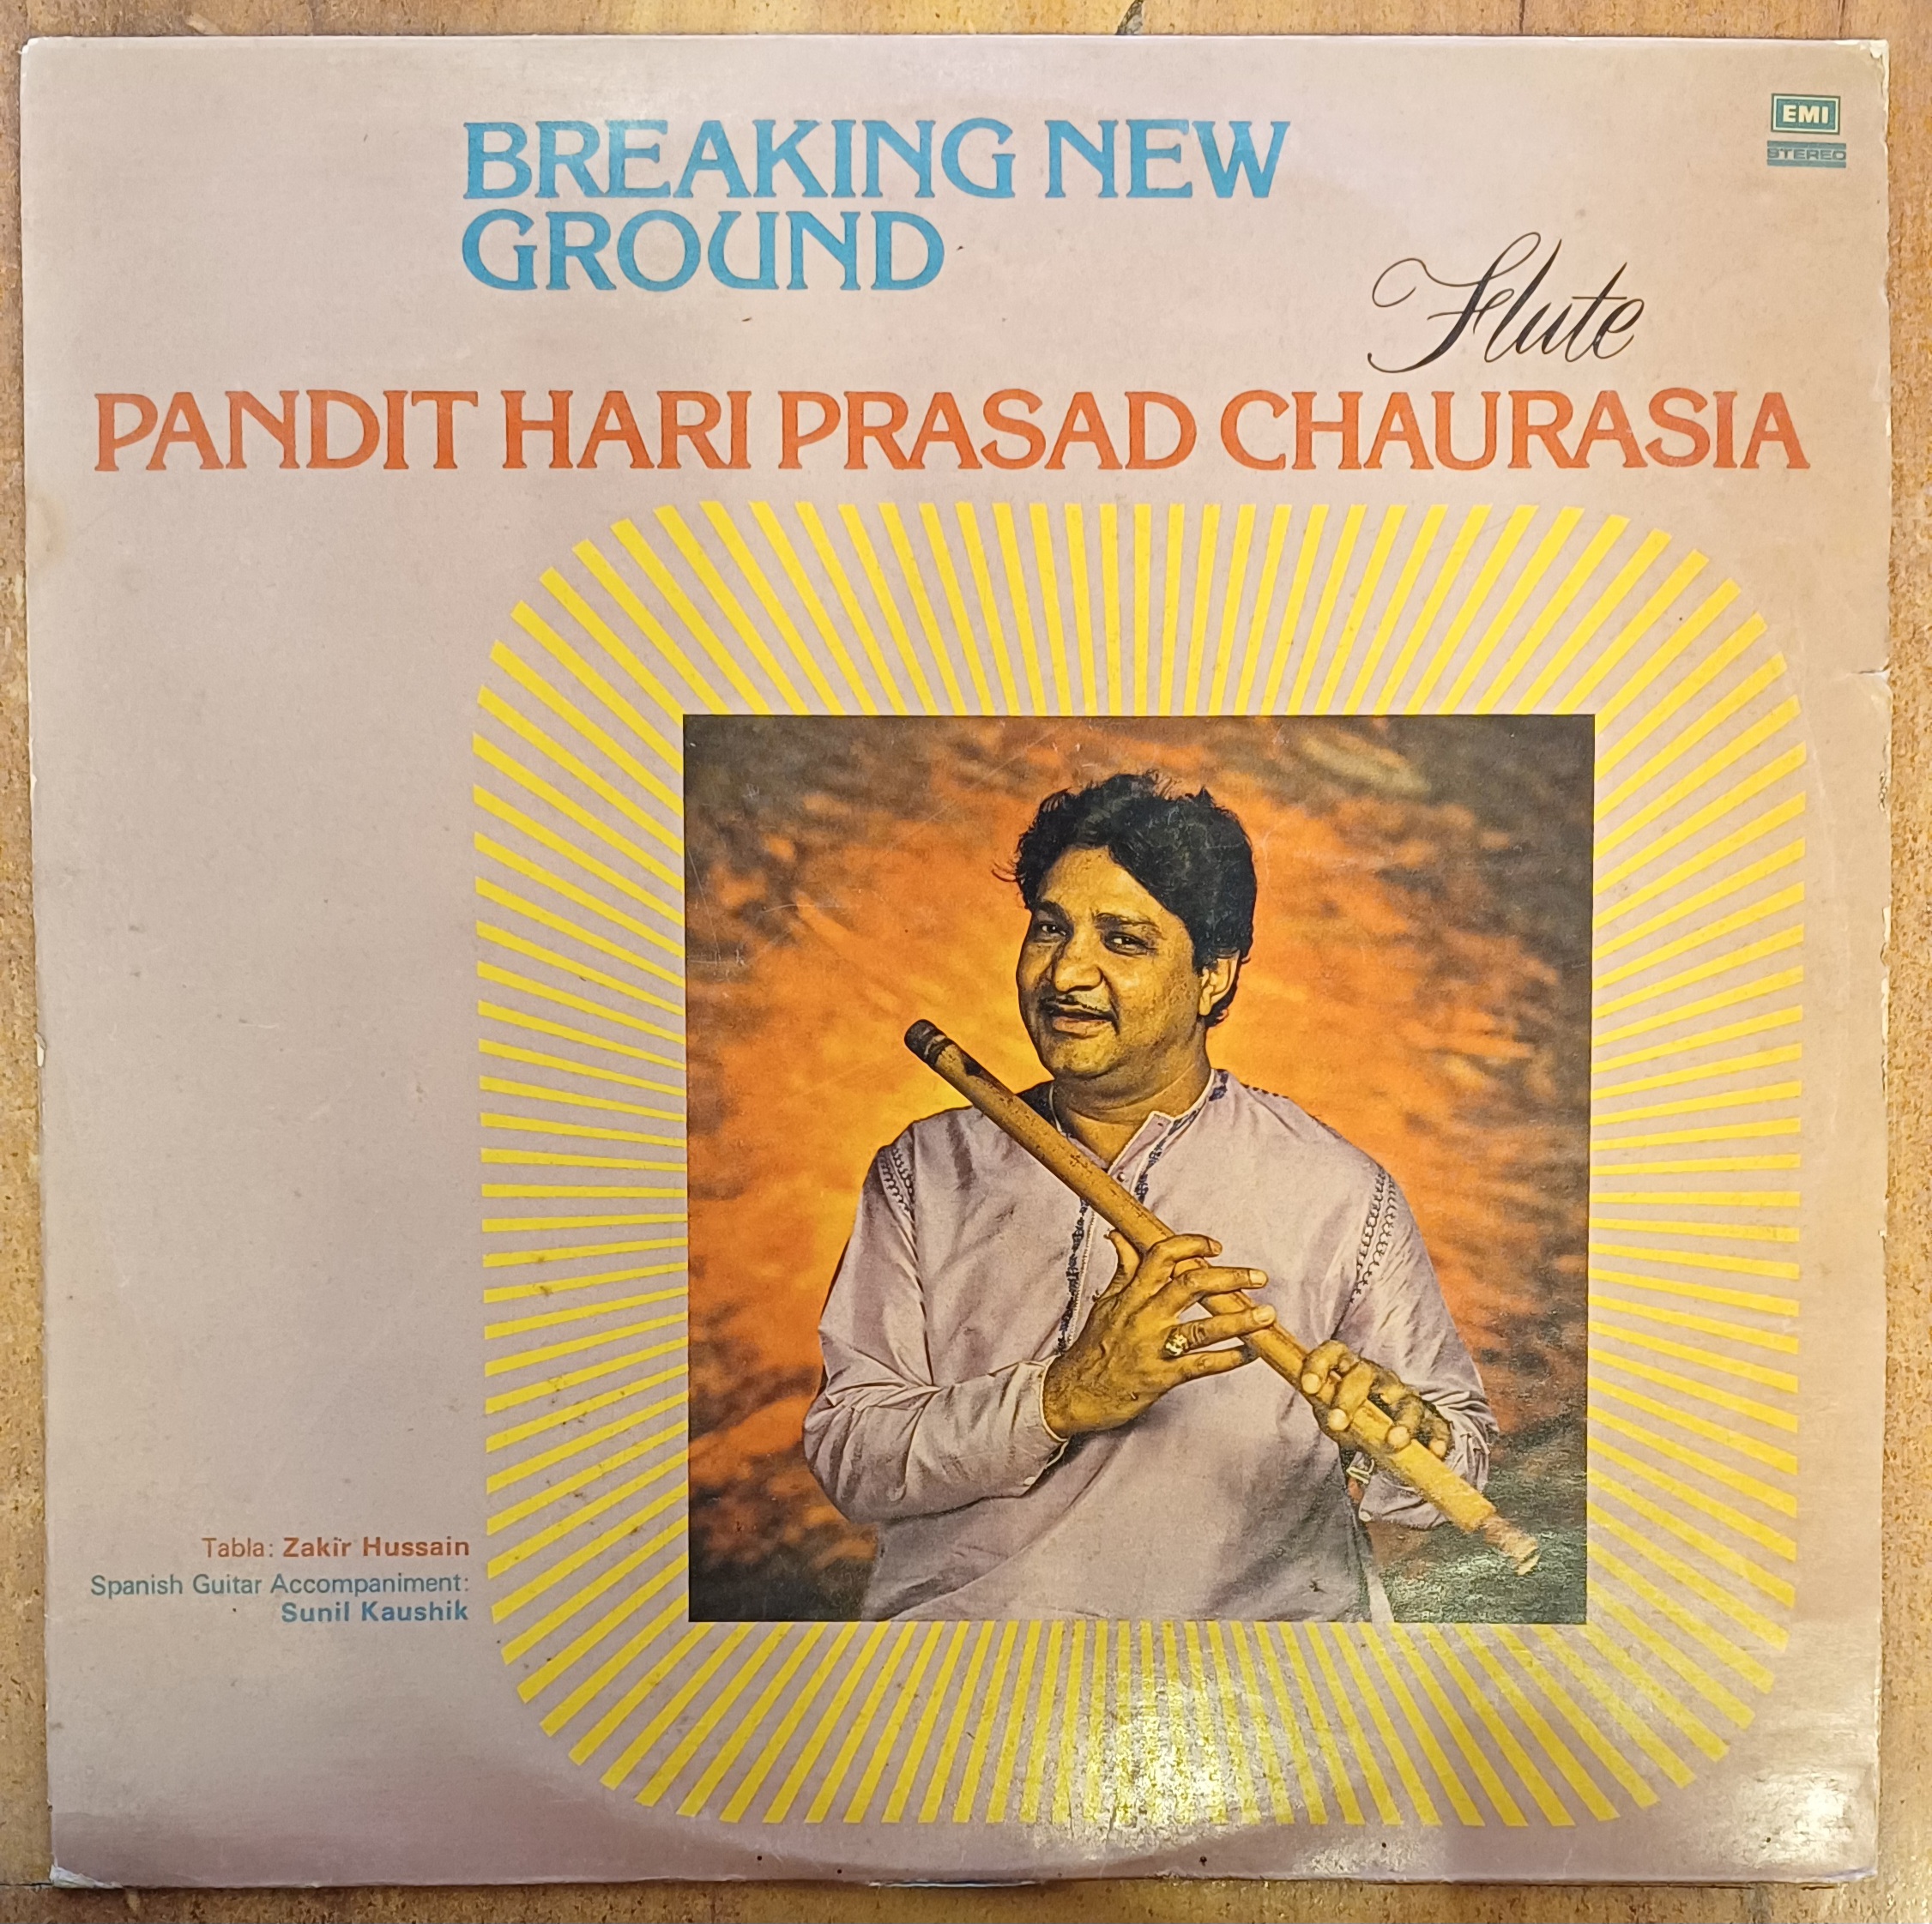 EMI
STEREO
BREAKING NEW
GROUND
Flute
PANDIT HARI PRASAD CHAURASIA
Tabla: Zakir Hussain
Spanish Guitar Accompaniment:
Sunil Kaushik